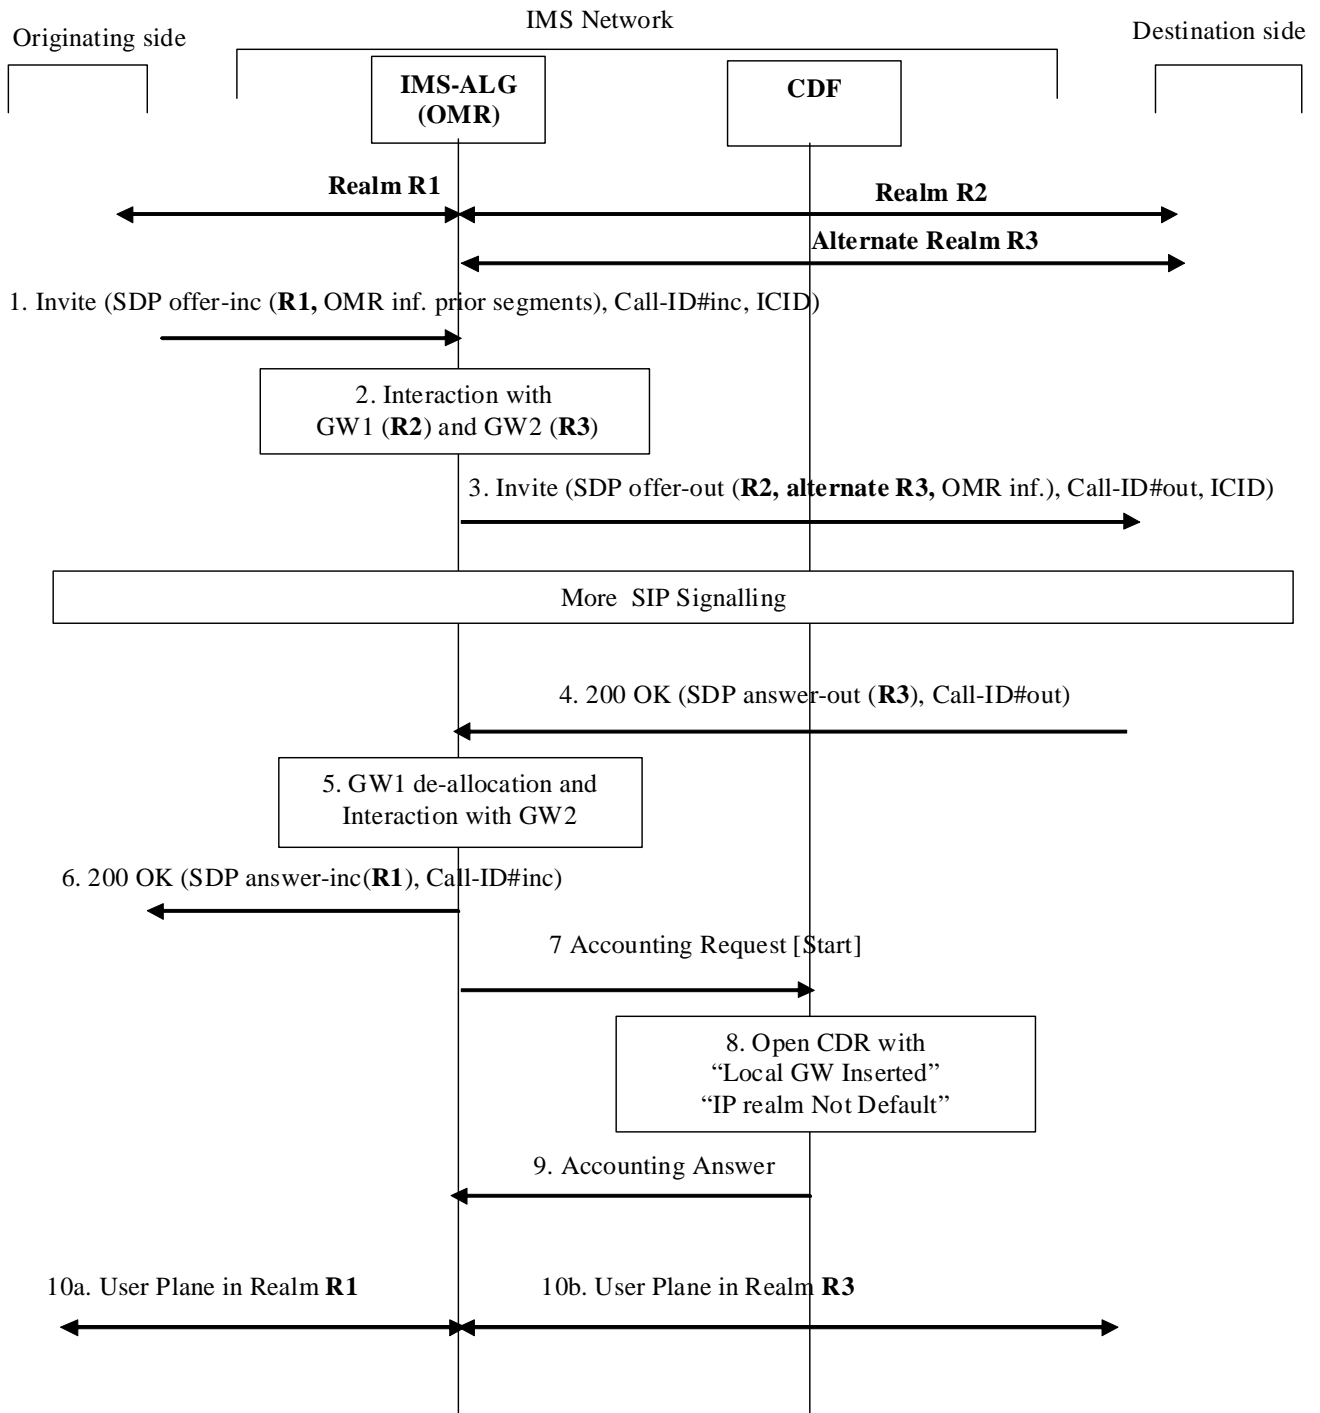 IMS Network
Originating side
Destination side
IMS-ALG
(OMR)
CDF
Realm R1
Realm R2
Alternate Realm R3
1. Invite (SDP offer-inc (R1, OMR inf. prior segments), Call-ID#inc, ICID)
2. Interaction with
GW1 (R2) and GW2 (R3)
3. Invite (SDP offer-out (R2, alternate R3, OMR inf.), Call-ID#out, ICID)
More SIP Signalling
4. 200 OK (SDP answer-out (R3), Call-ID#out)
5. GW1 de-allocation and
Interaction with GW2
6. 200 OK (SDP answer-inc(R1), Call-ID#inc)
7 Accounting Request [Start]
8. Open CDR with
“Local GW Inserted”
“IP realm Not Default”
9. Accounting Answer
10a. User Plane in Realm R1
10b. User Plane in Realm R3